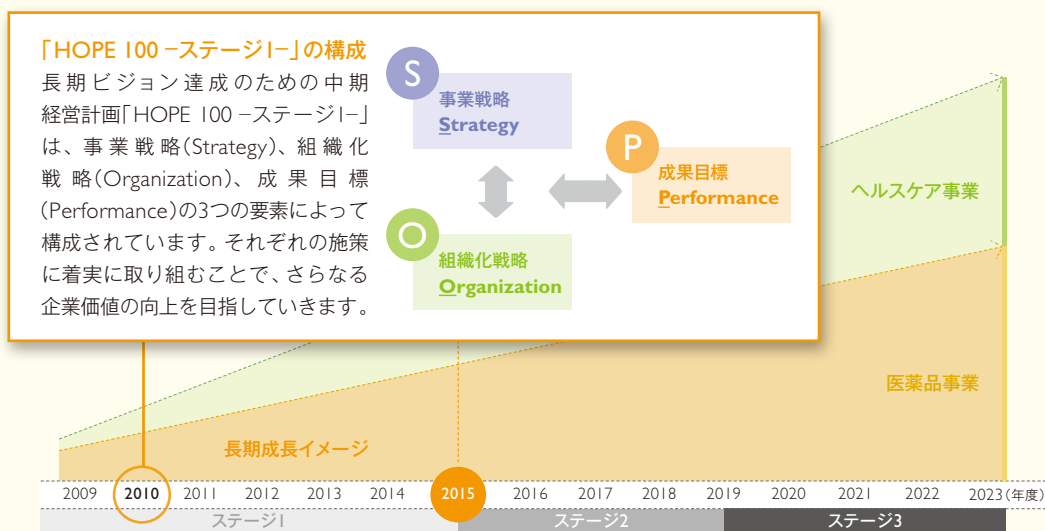 「HOPE 100 −ステージ1−」の構成
長期ビジョン達成のための中期
経営計画「HOPE 100 −ステージ1−」
は、事業戦略(Strategy)、組織化
戦略(Organization)、成果目標
(Performance)の3つの要素によって
構成されています。それぞれの施策
に着実に取り組むことで、さらなる
企業価値の向上を目指していきます。
S
事業戦略
Strategy
P
成果目標
Performance
O
組織化戦略
Organization
ヘルスケア事業
医薬品事業
長期成長イメージ
2009 2010 2011 2012 2013 2014 2015 2016 2017 2018 2019 2020 2021 2022 2023(年度)
ステージ1 ステージ2 ステージ3